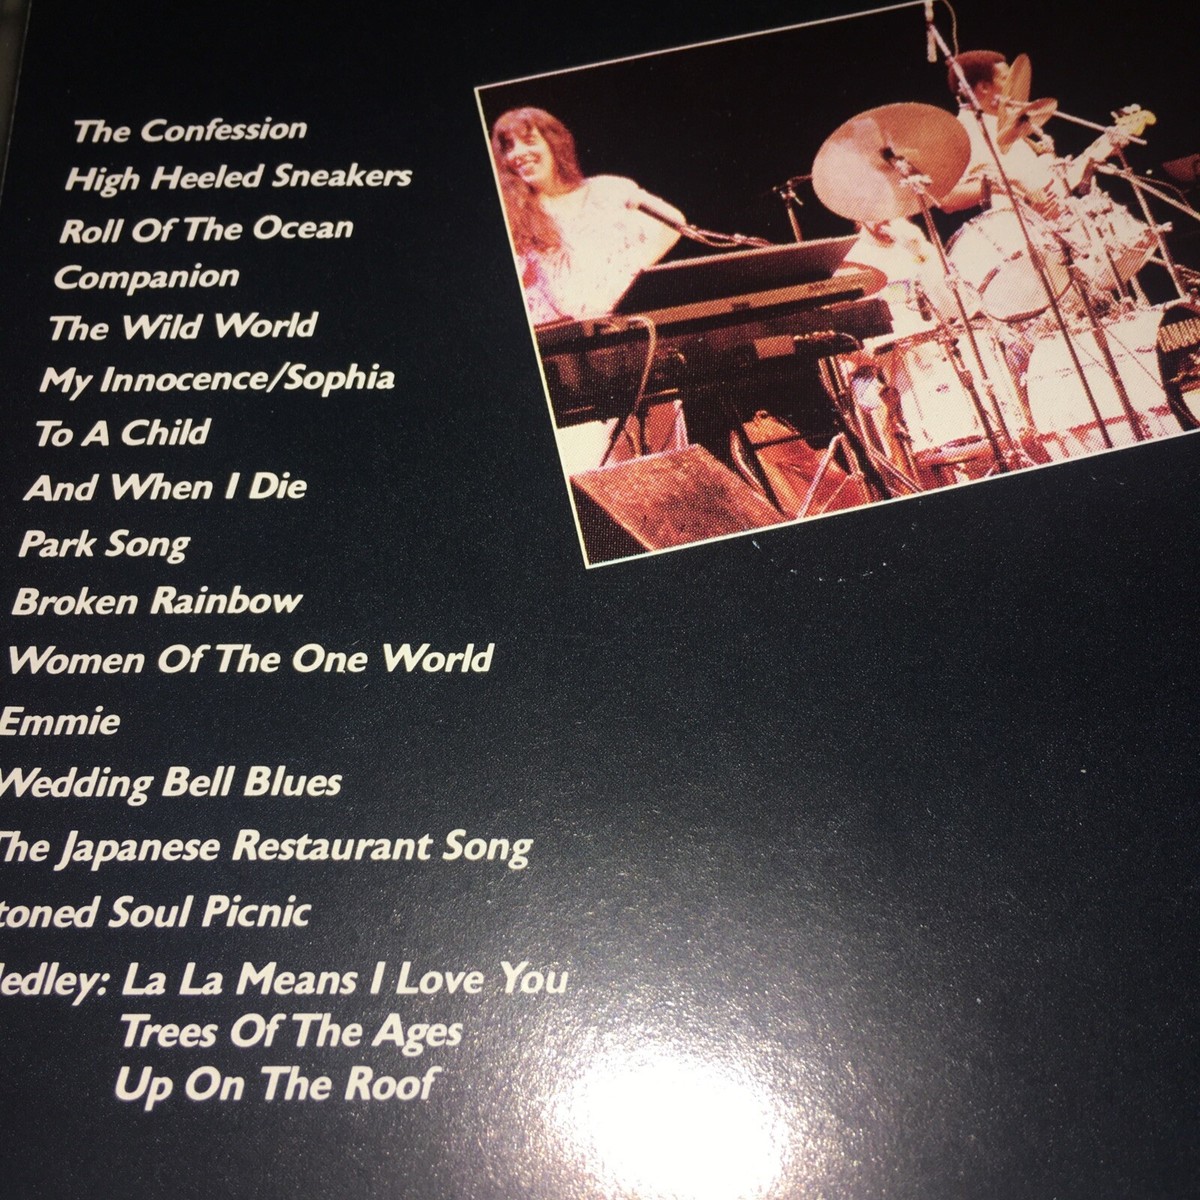 The Confession
High Heeled Sneakers
Roll Of The Ocean
Companion
The Wild World
My Innocence/Sophia
To A Child
And When I Die
Park Song
Broken Rainbow
Women Of The One World
Emmie
Wedding Bell Blues
The Japanese Restaurant Song
toned Soul Picnic
edley: La La Means I Love You
Trees Of The Ages
Up On The Roof